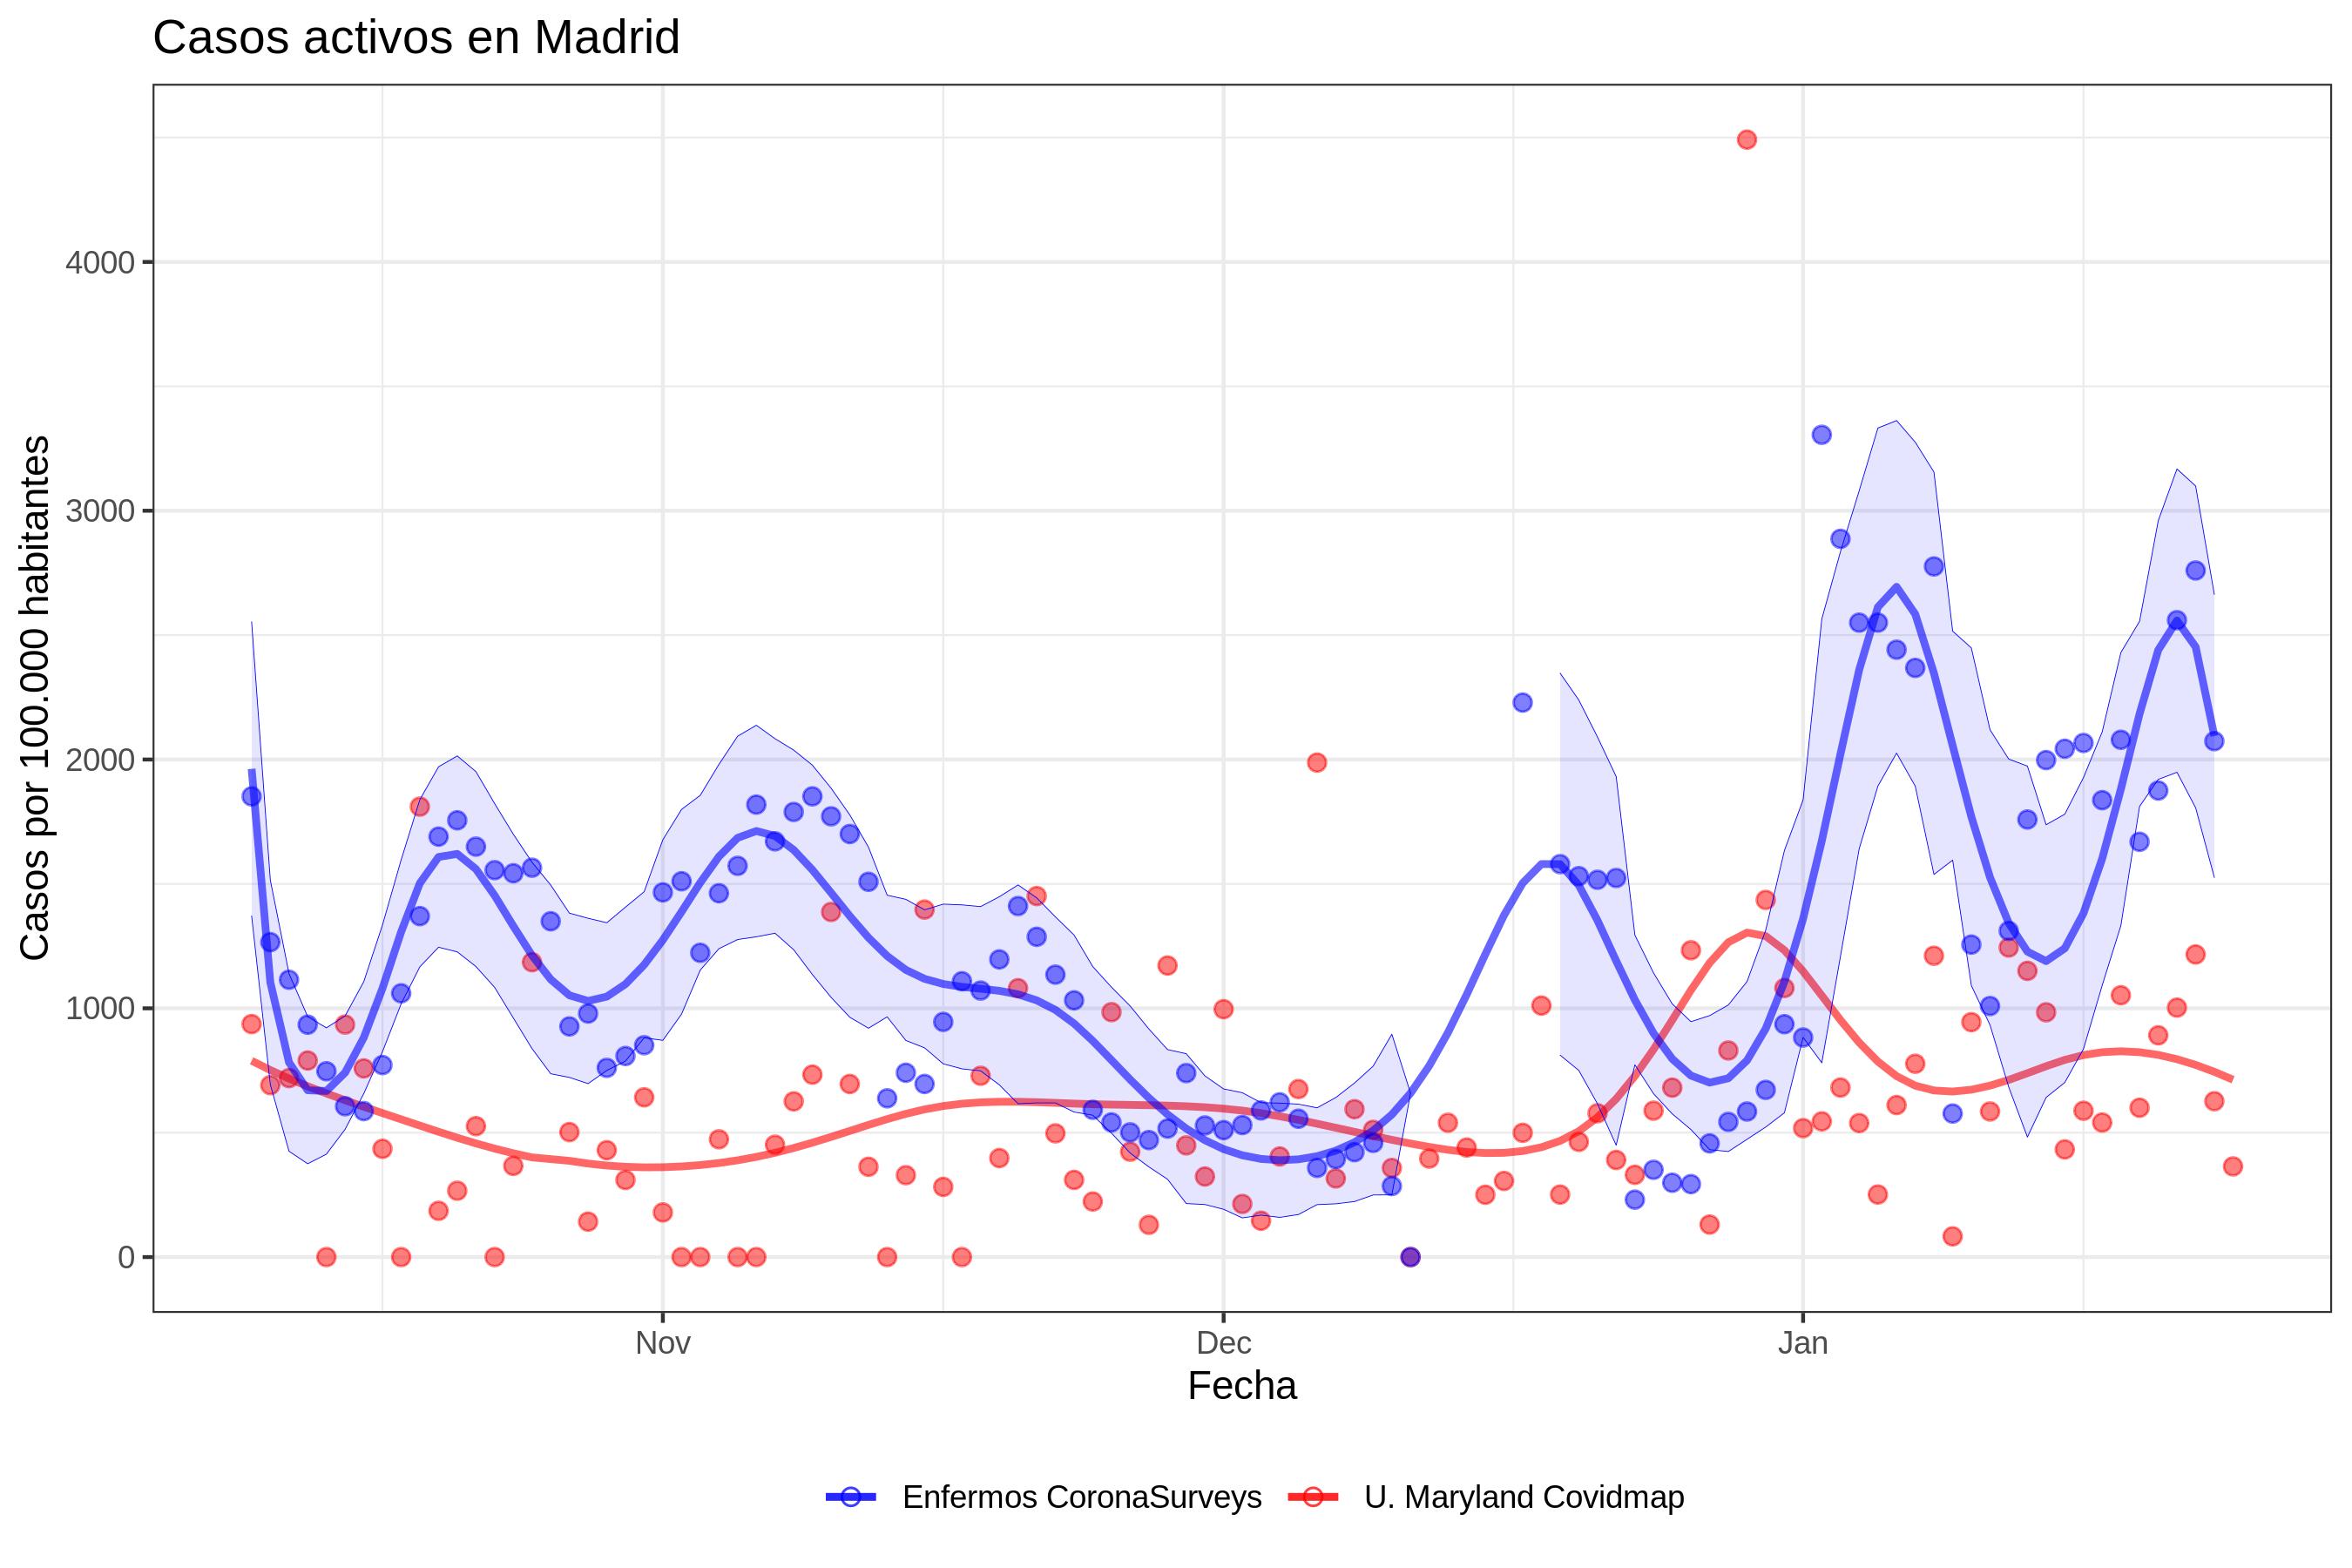 Casos activos en Madrid
Casos por 100.000 habitantes
4000
3000
2000
1000
0
Nov Dec Jan
Fecha
Enfermos CoronaSurveys U. Maryland Covidmap